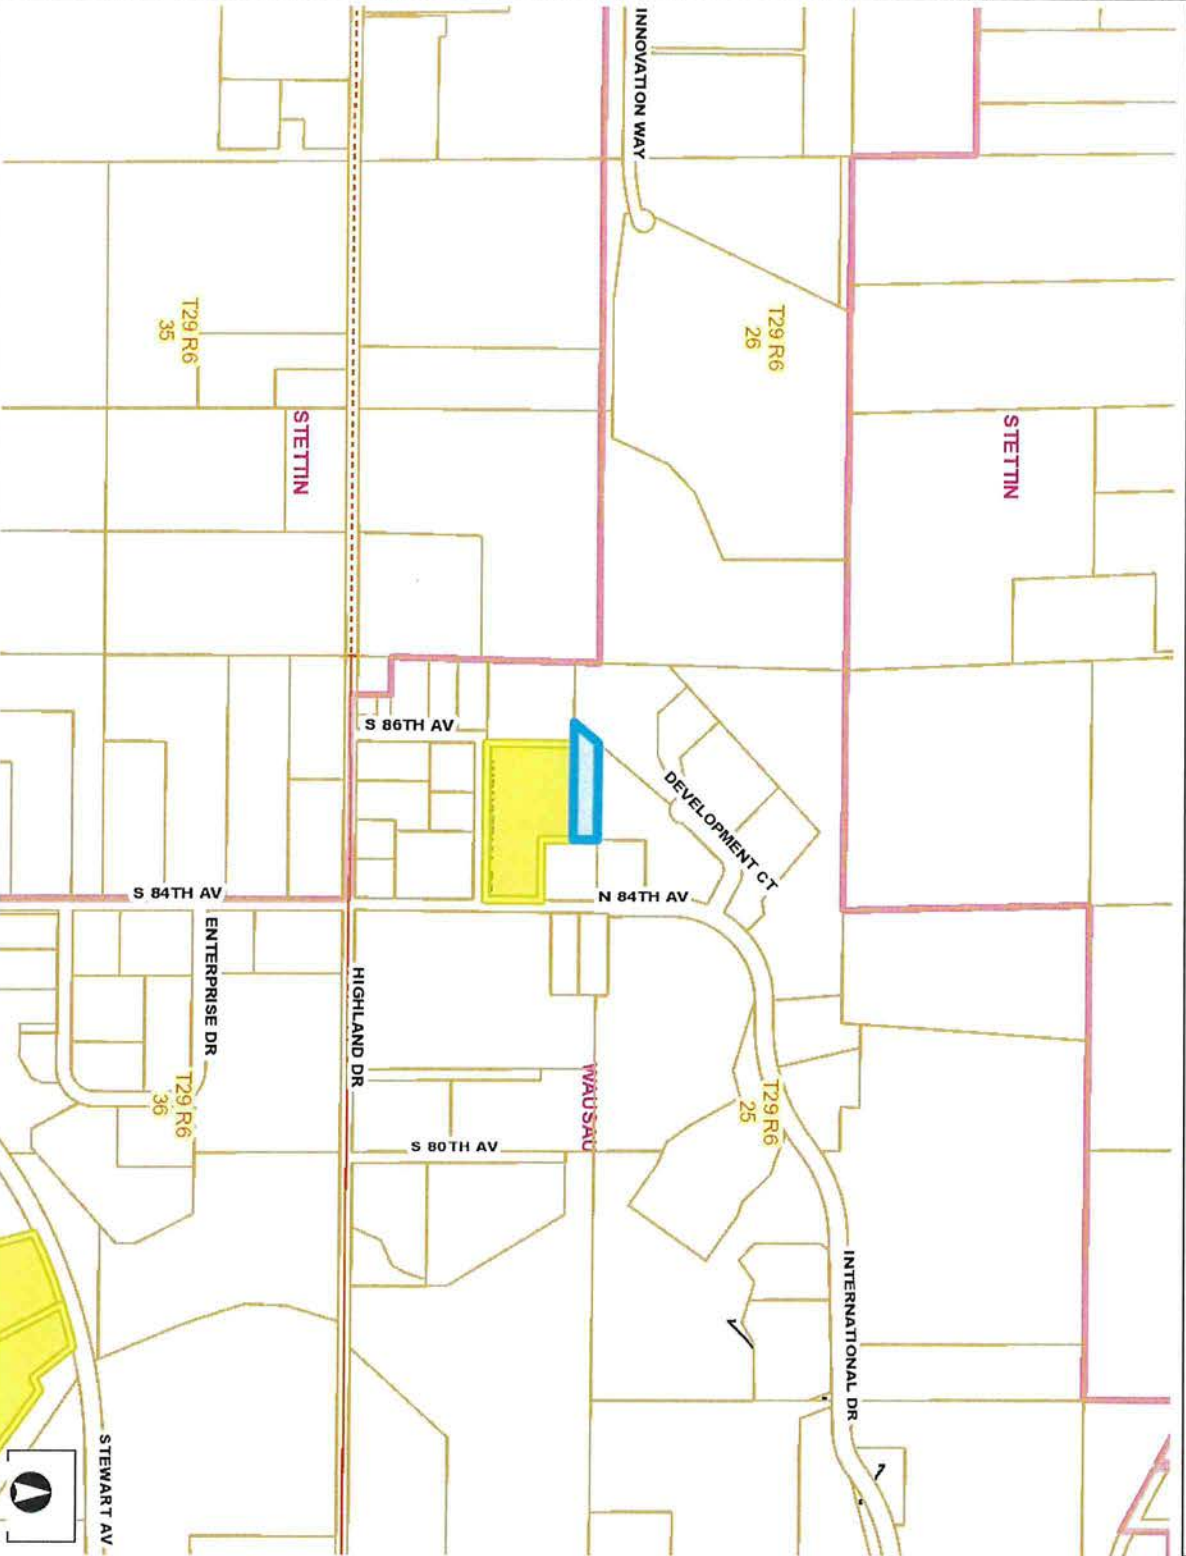 INNOVATION WAY
T29 R6
26
STETTIN
T29 R6
35
STETTIN
S 86TH AV
DEVELOPMENT CT
N 84TH AV
S 84TH AV
ENTERPRISE DR
HIGHLAND DR
WAUSAU
T29 R6
25
T29 R6
36
S 80TH AV
INTERNATIONAL DR
STEWART AV